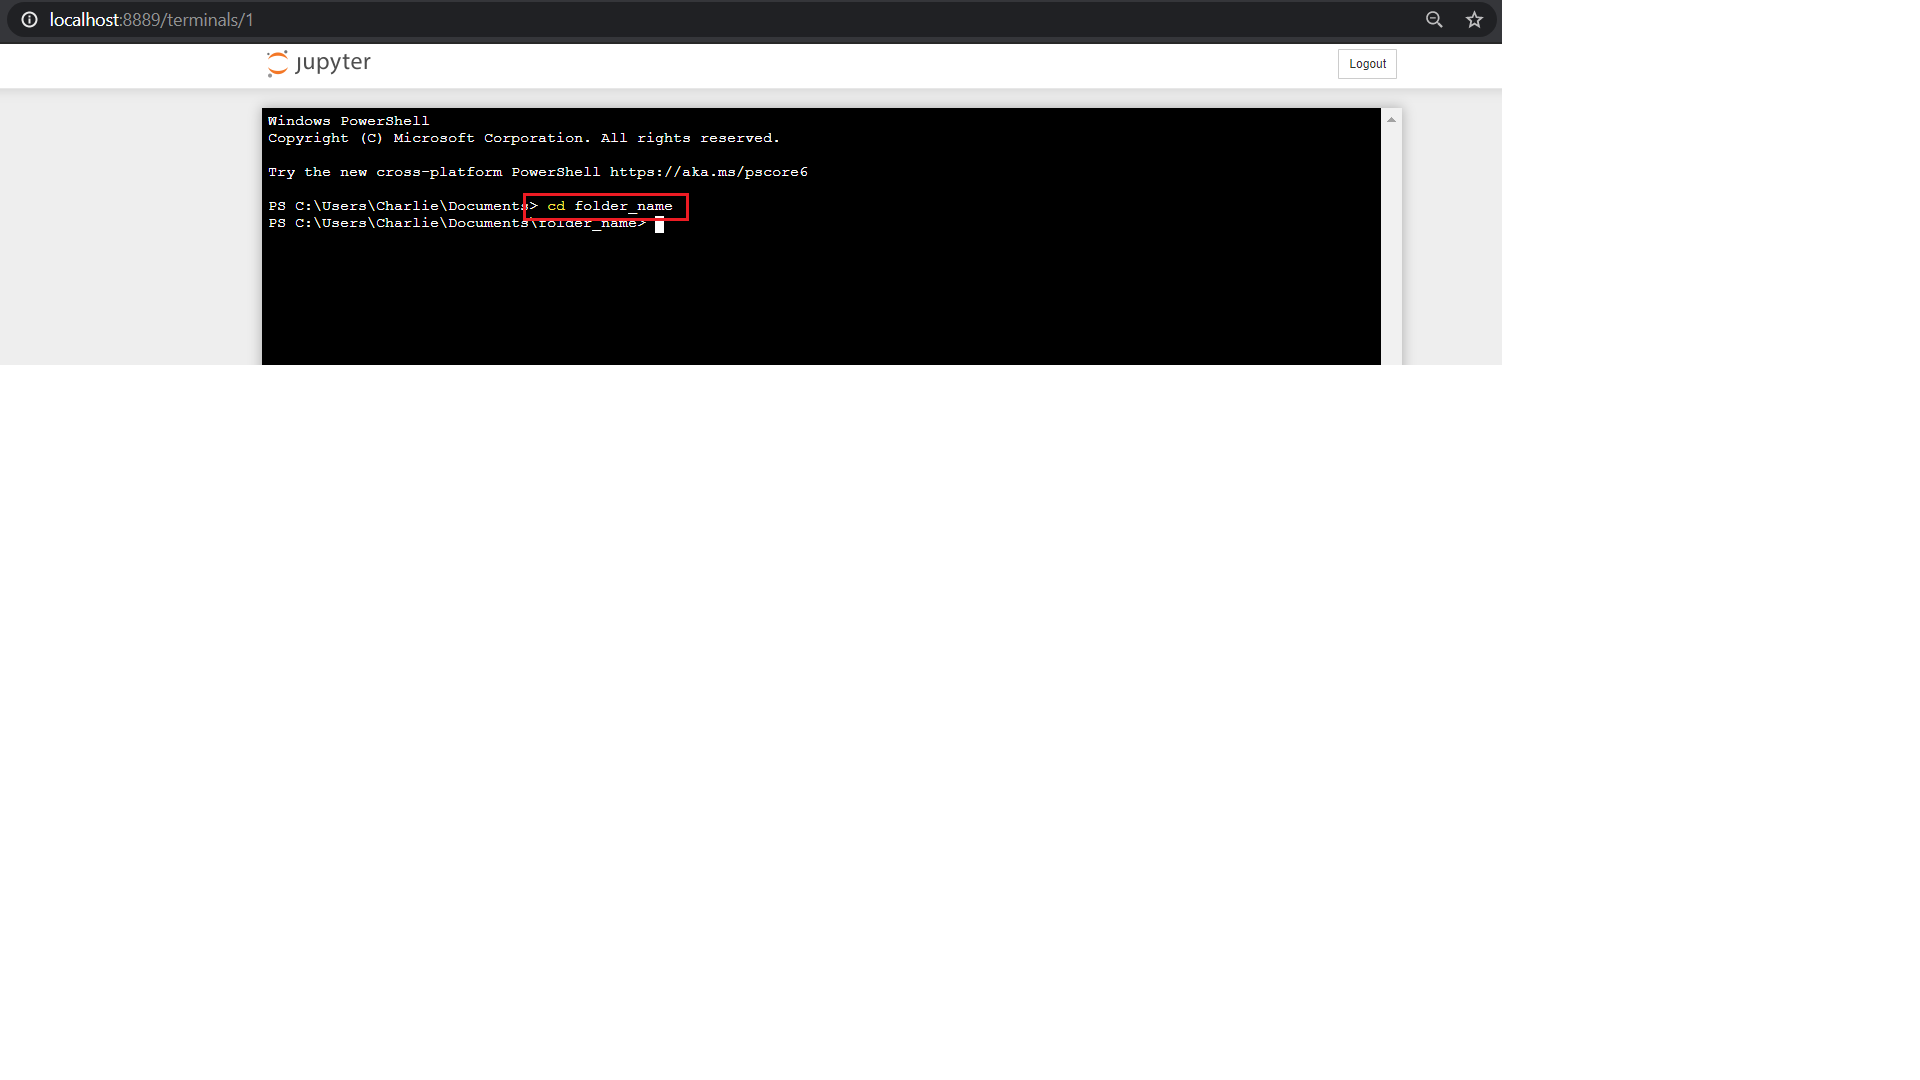 localhost:8889/terminals/1
jupyter
Logout
Windows PowerShell
Copyright (C) Microsoft Corporation. All rights reserved.
Try the new cross-platform PowerShell https://aka.ms/pscore6
PS C:\Users\Charlie\Documents> cd folder_name
PS C:\Users\Charlie\Documents\folder_name>